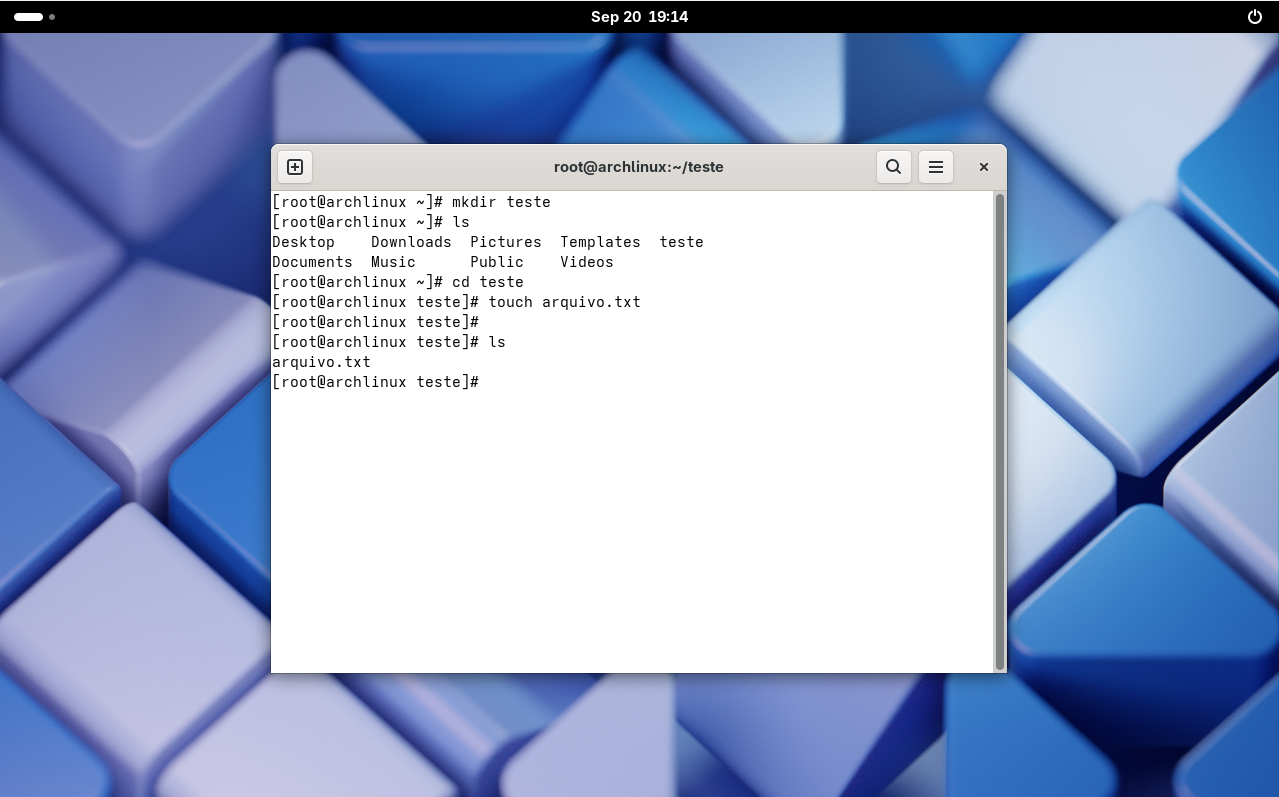 Sep 20 19:14
root@archlinux:~/teste
[root@archlinux ~]# mkdir teste
[root@archlinux ~]# ls
Desktop    Downloads  Pictures  Templates  teste
Documents  Music      Public    Videos
[root@archlinux ~]# cd teste
[root@archlinux teste]# touch arquivo.txt
[root@archlinux teste]#
[root@archlinux teste]# ls
arquivo.txt
[root@archlinux teste]#